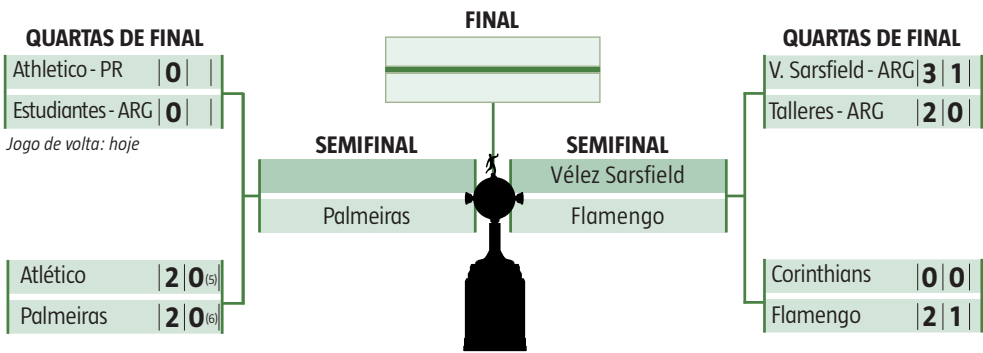 FINAL
QUARTAS DE FINAL
Athletico - PR 0
Estudiantes - ARG 0
Jogo de volta: hoje
SEMIFINAL
Palmeiras
Atlético 2 0 (5)
Palmeiras 2 0 (6)
QUARTAS DE FINAL
V. Sarsfield - ARG 3 1
Talleres - ARG 2 0
SEMIFINAL
Vélez Sarsfield
Flamengo
Corinthians 0 0
Flamengo 2 1